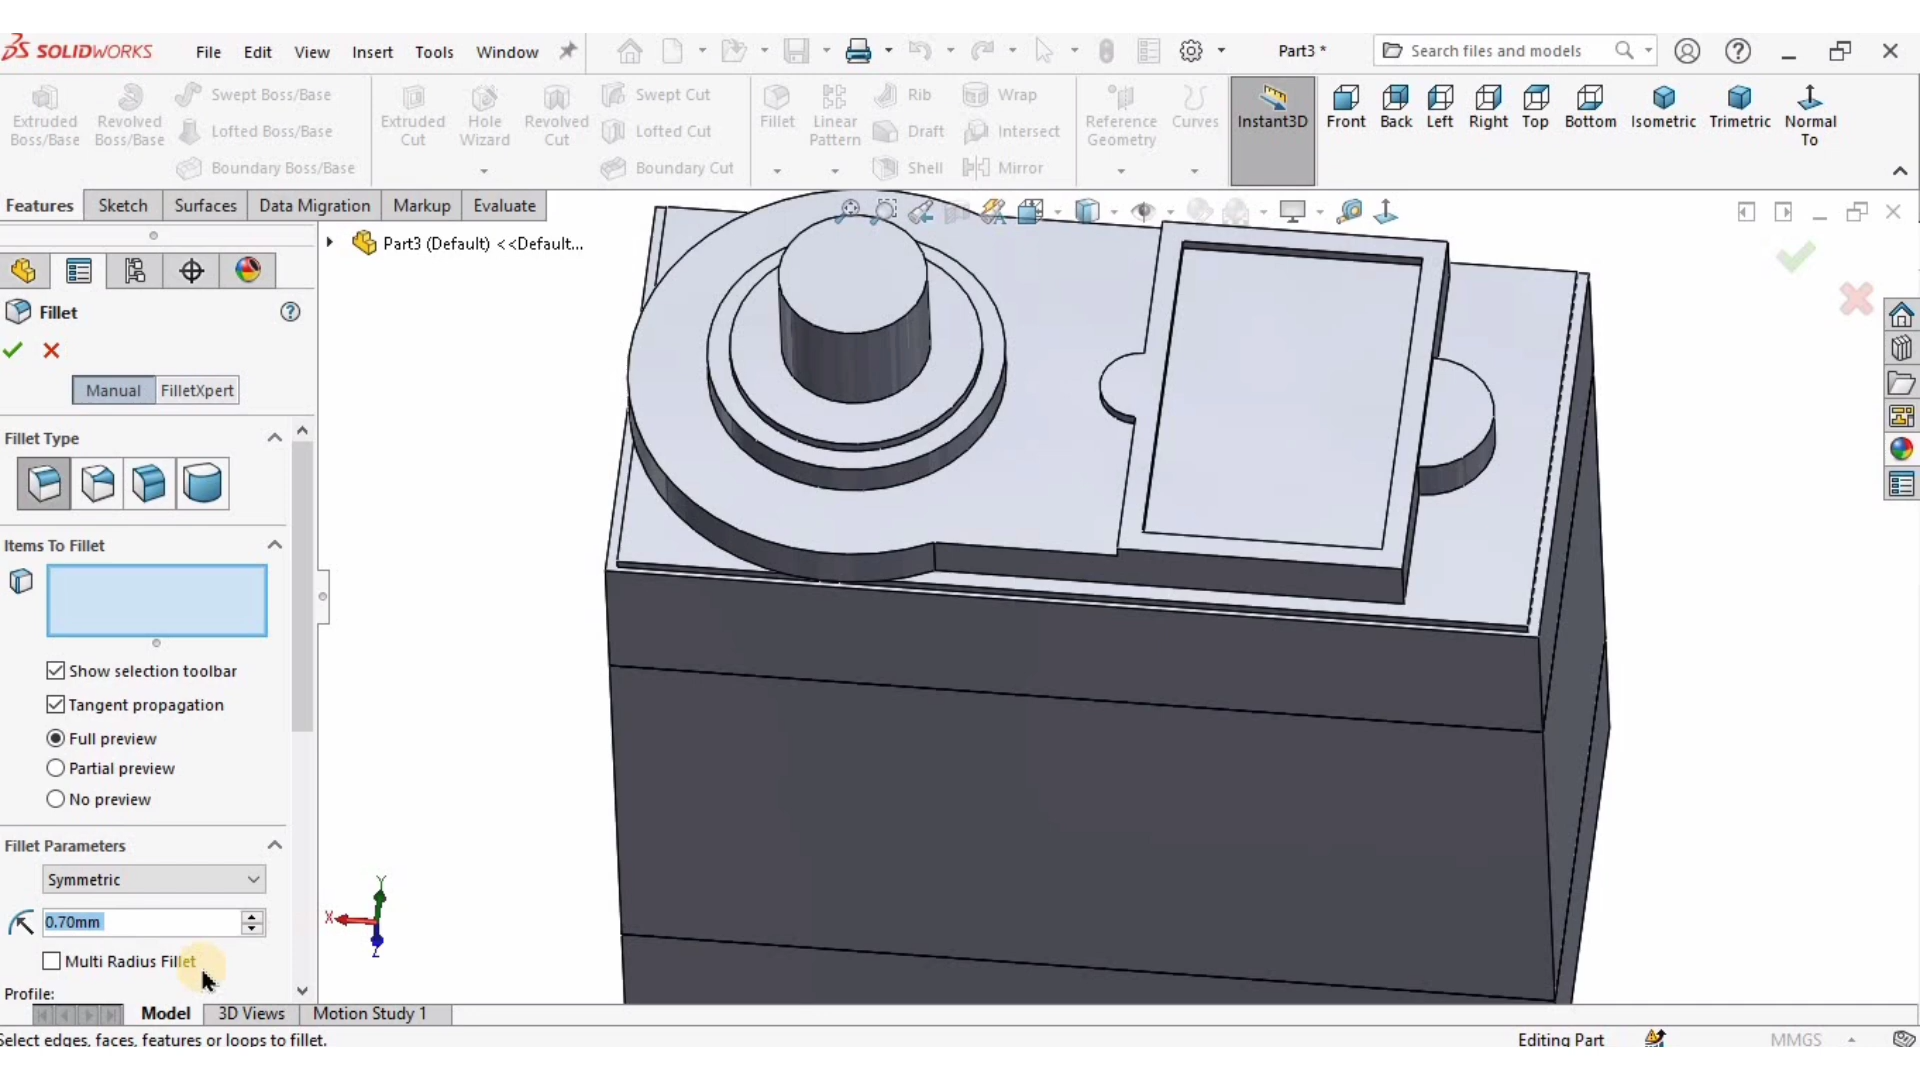 SOLIDWORKS File Edit View Insert Tools Window Part3 * Search files and models
Extruded Boss/Base Revolved Boss/Base Swept Boss/Base Lofted Boss/Base Boundary Boss/Base Extruded Cut Hole Wizard Revolved Cut Swept Cut Lofted Cut Boundary Cut Fillet Linear Pattern Rib Draft Shell Wrap Intersect Mirror Reference Geometry Curves Instant3D Front Back Left Right Top Bottom Isometric Trimetric Normal To
Features Sketch Surfaces Data Migration Markup Evaluate
Part3 (Default) <<Default...
Fillet
Manual FilletXpert
Fillet Type
Items To Fillet
Show selection toolbar
Tangent propagation
Full preview
Partial preview
No preview
Fillet Parameters
Symmetric
0.70mm
Multi Radius Fillet
Profile:
Y
X
Z
Model 3D Views Motion Study 1
Select edges, faces, features or loops to fillet. Editing Part MMGS